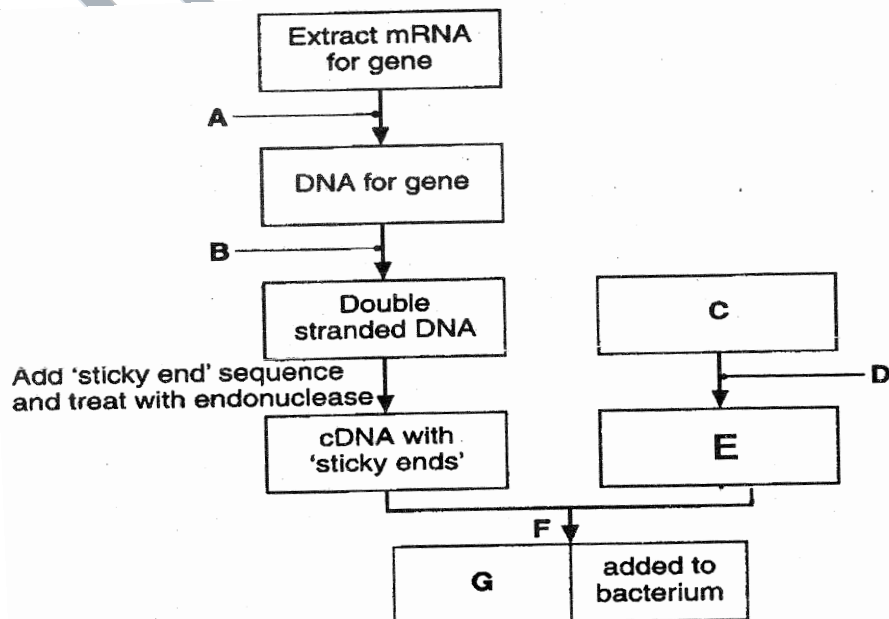 Extract mRNA
for gene
A
DNA for gene
B
Double
stranded DNA
C
Add ‘sticky end’ sequence
and treat with endonuclease
D
cDNA with
‘sticky ends’
E
F
G
added to
bacterium